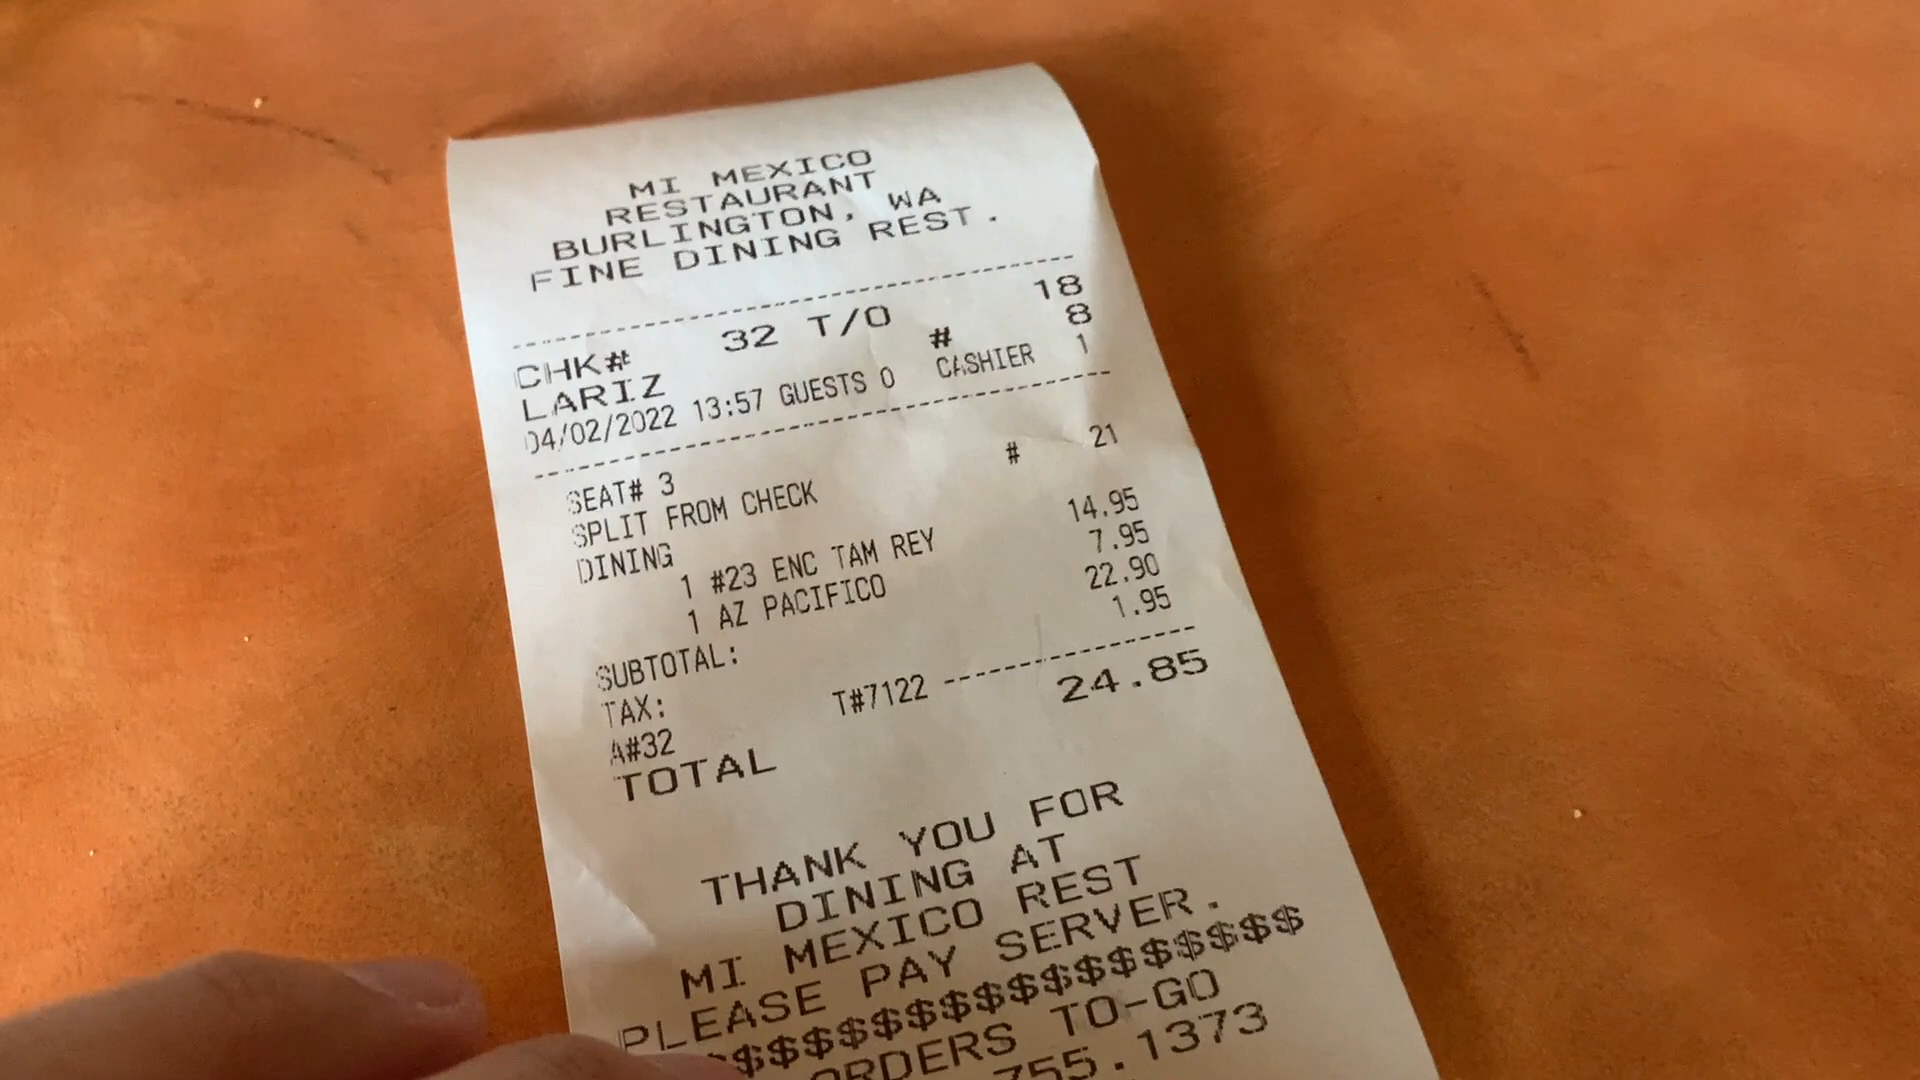 MI MEXICO
RESTAURANT
BURLINGTON, WA
FINE DINING REST.
CHK# 32 T/O 18
LARIZ # 8
04/02/2022 13:57 GUESTS 0 CASHIER 1
SEAT# 3
SPLIT FROM CHECK # 21
DINING
1 #23 ENC TAM REY 14.95
1 AZ PACIFICO 7.95
SUBTOTAL: 22.90
TAX: 1.95
A#32 T#7122
TOTAL 24.85
THANK YOU FOR
DINING AT
MI MEXICO REST
PLEASE PAY SERVER.
$$$$$$$$$$$$$$$$$
ORDERS TO-GO
755.1373